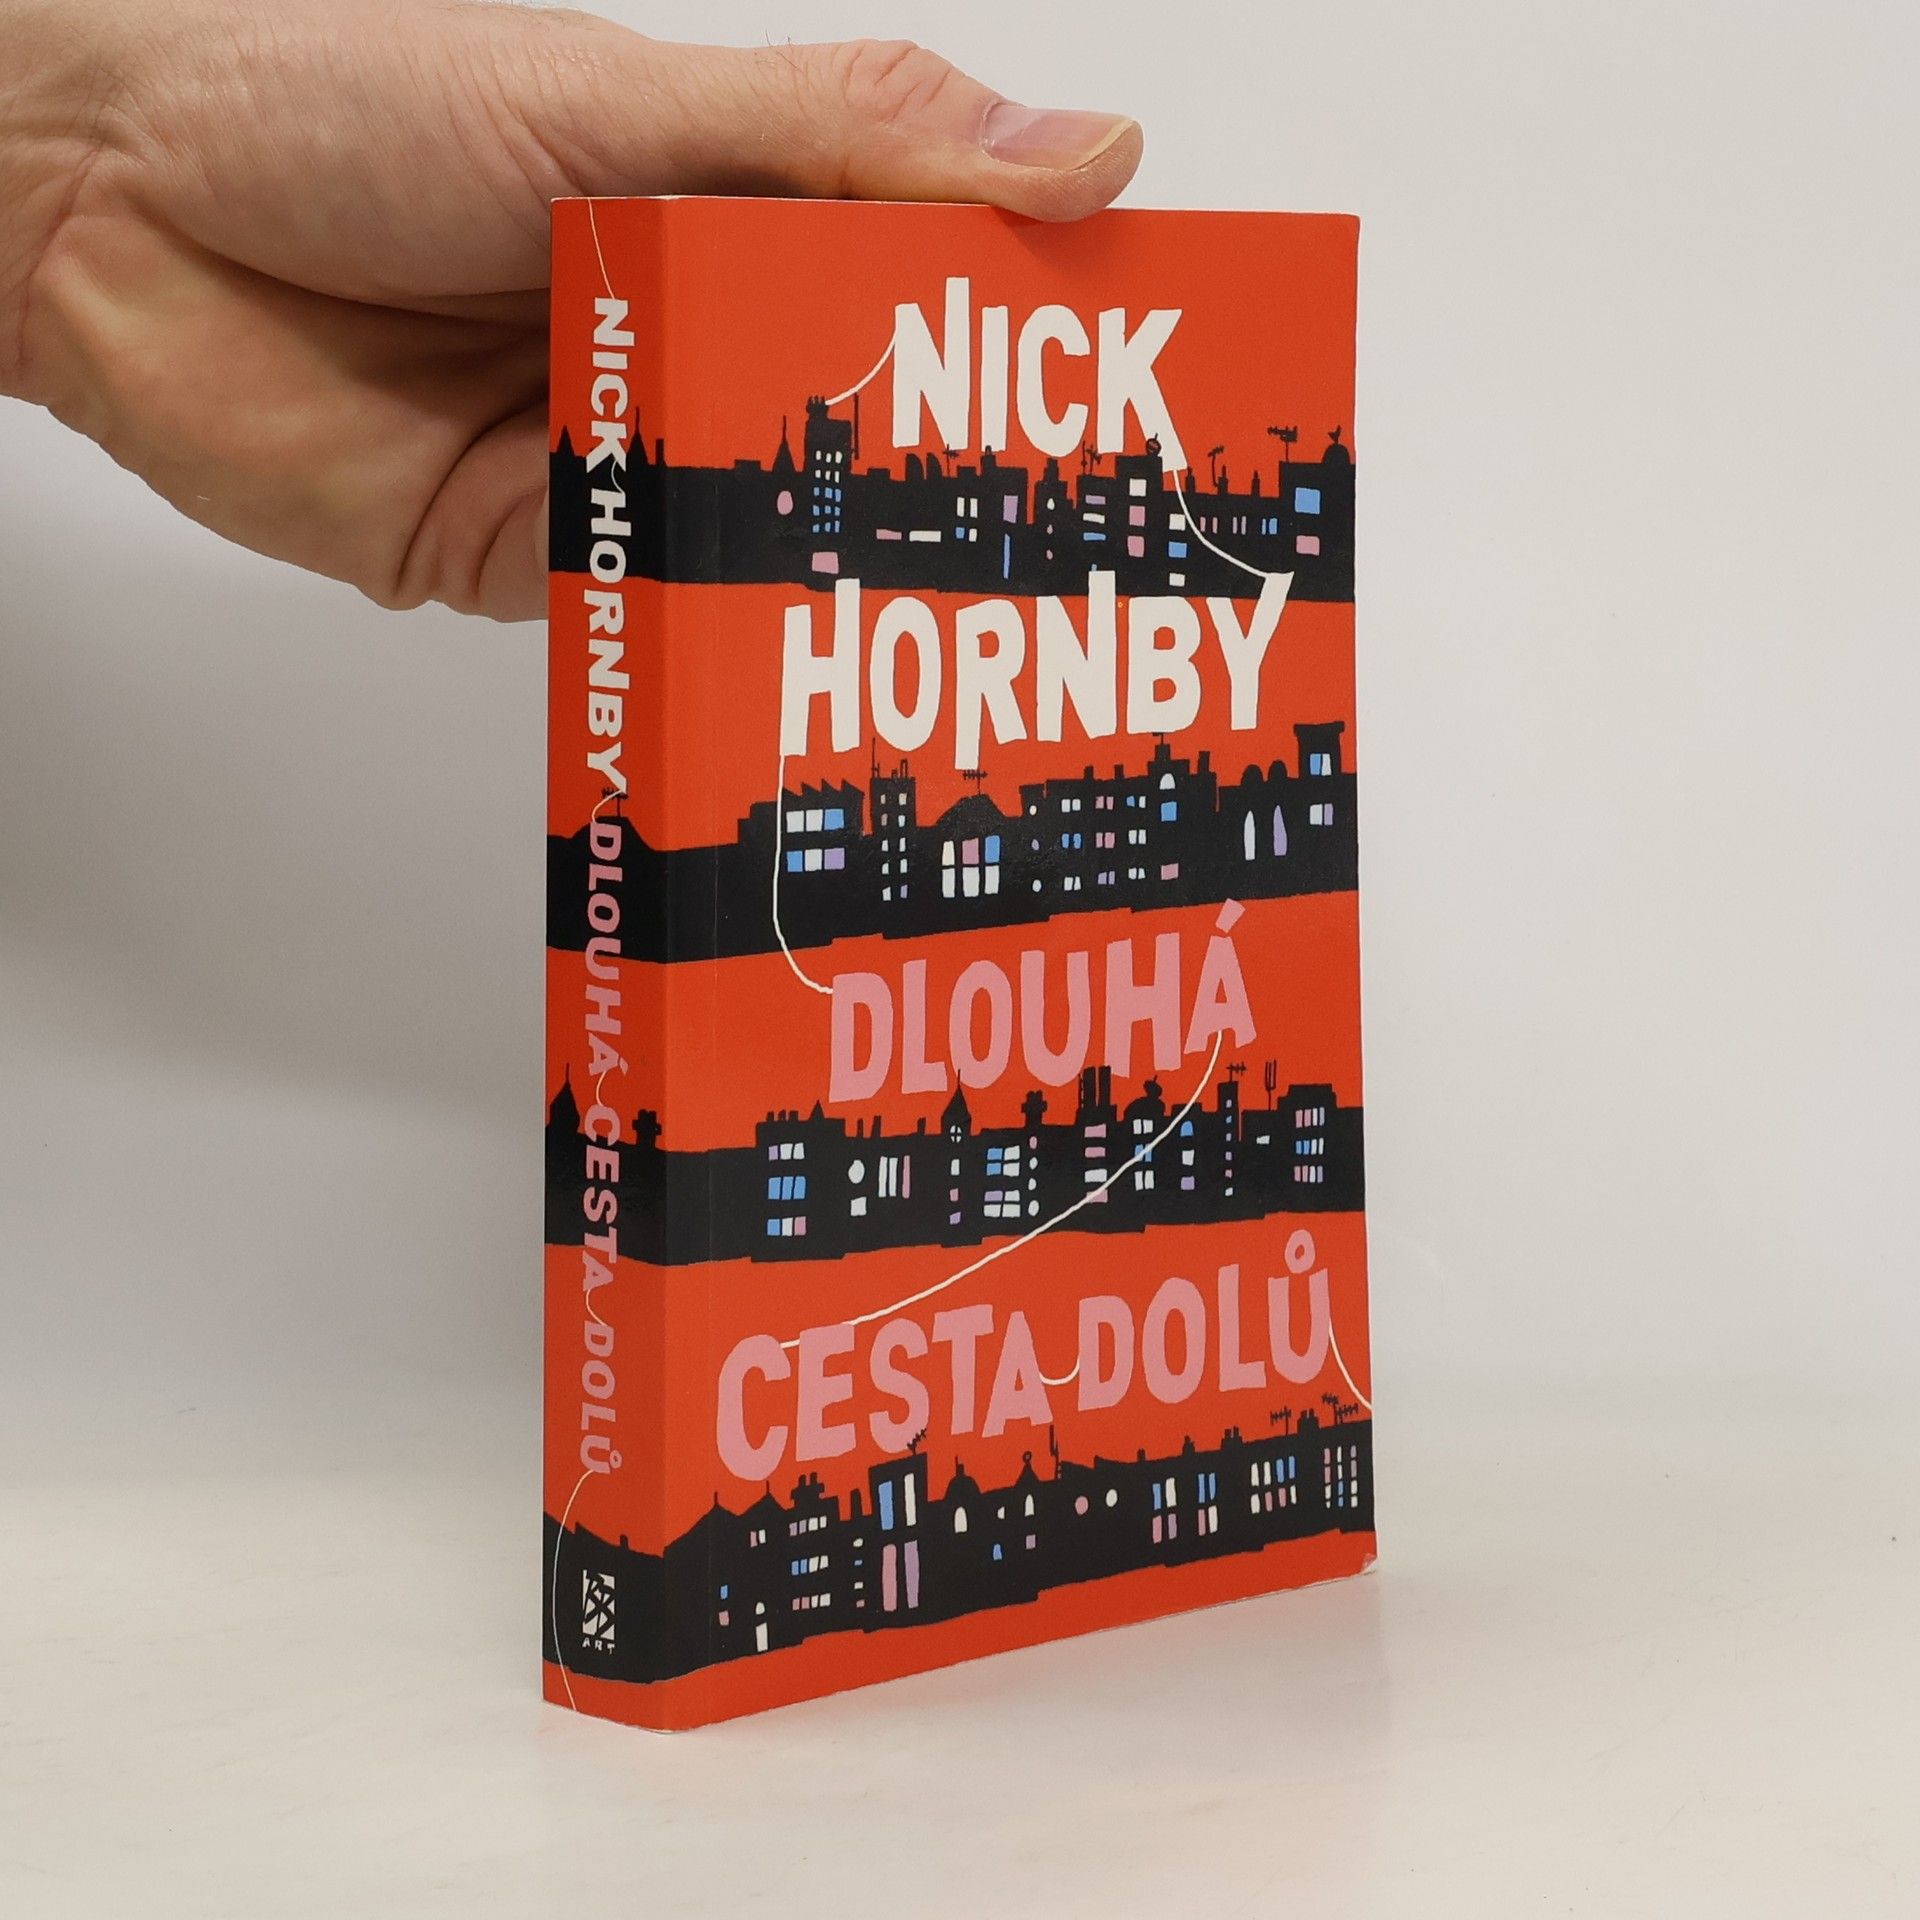 NICK HORNBY DLOUHÁ CESTA DOLŮ
ART
NICK
HORNBY
DLOUHÁ
CESTA DOLŮ